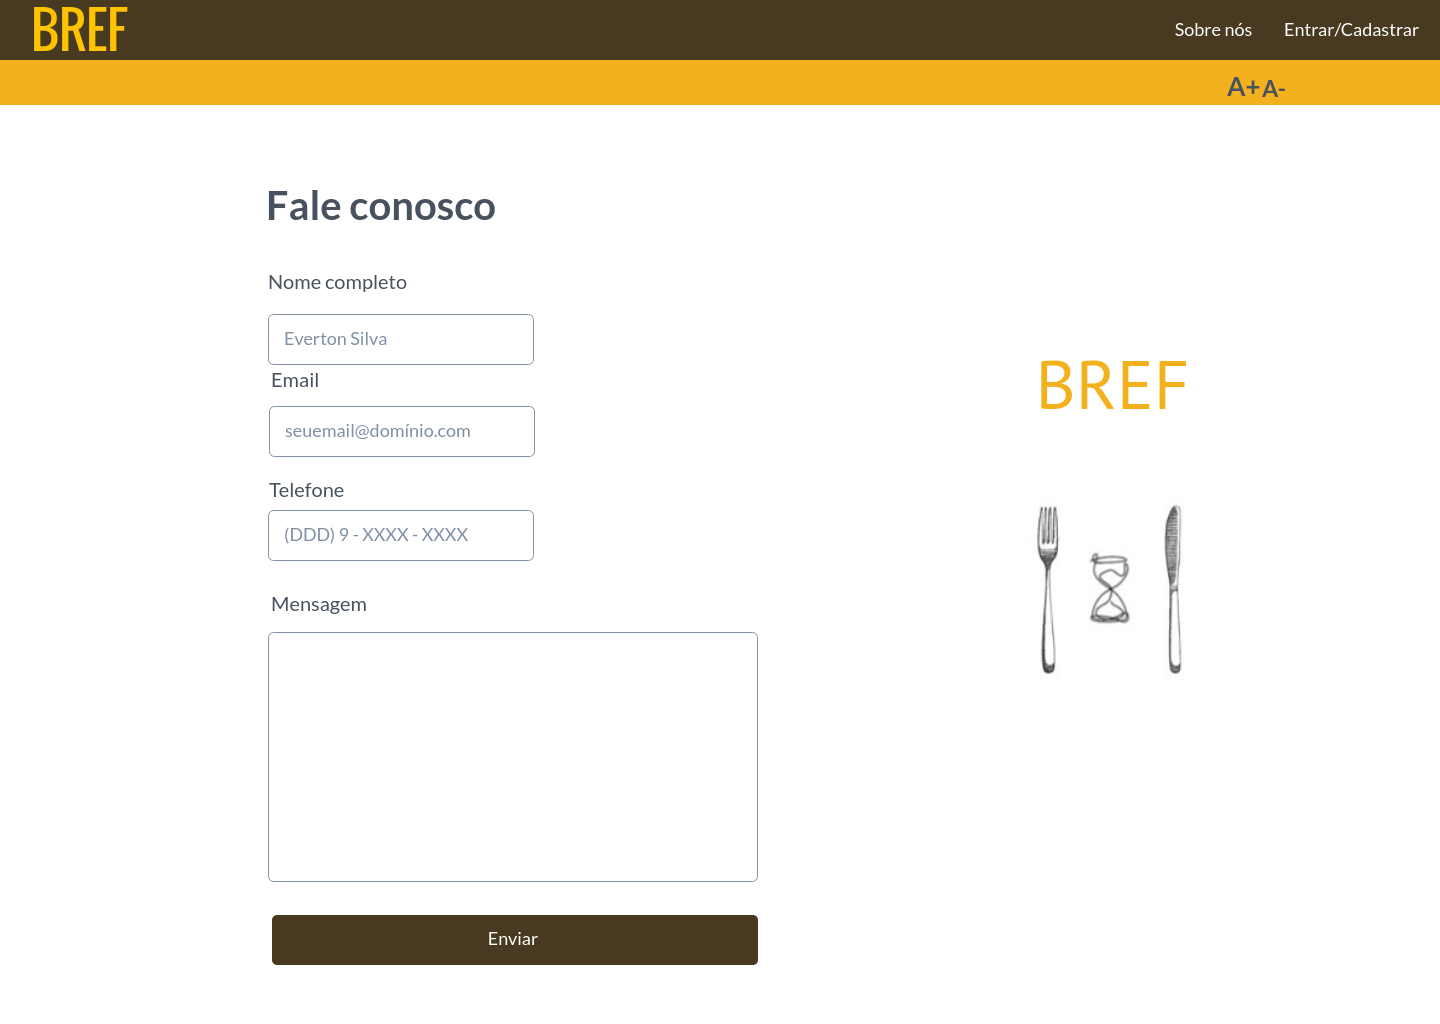 BREF
Sobre nós
Entrar/Cadastrar
A+ A-
Fale conosco
Nome completo
Everton Silva
Email
seuemail@domínio.com
Telefone
(DDD) 9 - XXXX - XXXX
Mensagem
Enviar
BREF